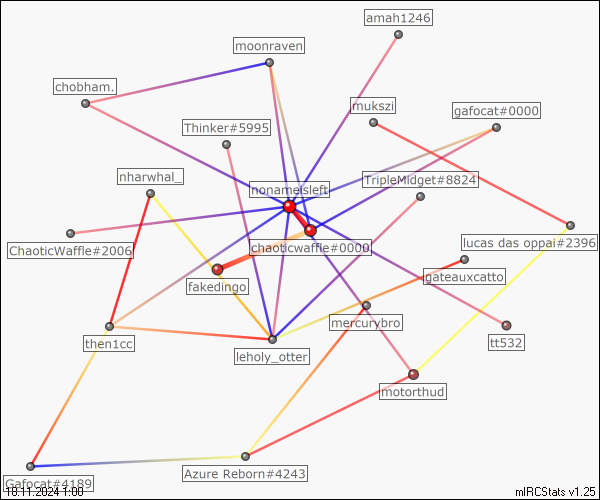 amah1246
moonraven
chobham.
mukszi
gafocat#0000
Thinker#5995
nharwhal_
TripleMidget#8824
nonameisleft
lucas das oppai#2396
chaoticwaffle#0000
ChaoticWaffle#2006
gateauxcatto
fakedingo
mercurybro
then1cc
tt532
leholy_otter
motorthud
Azure Reborn#4243
Gafocat#4189
10.11.2024 1:00
mIRCStats v1.25